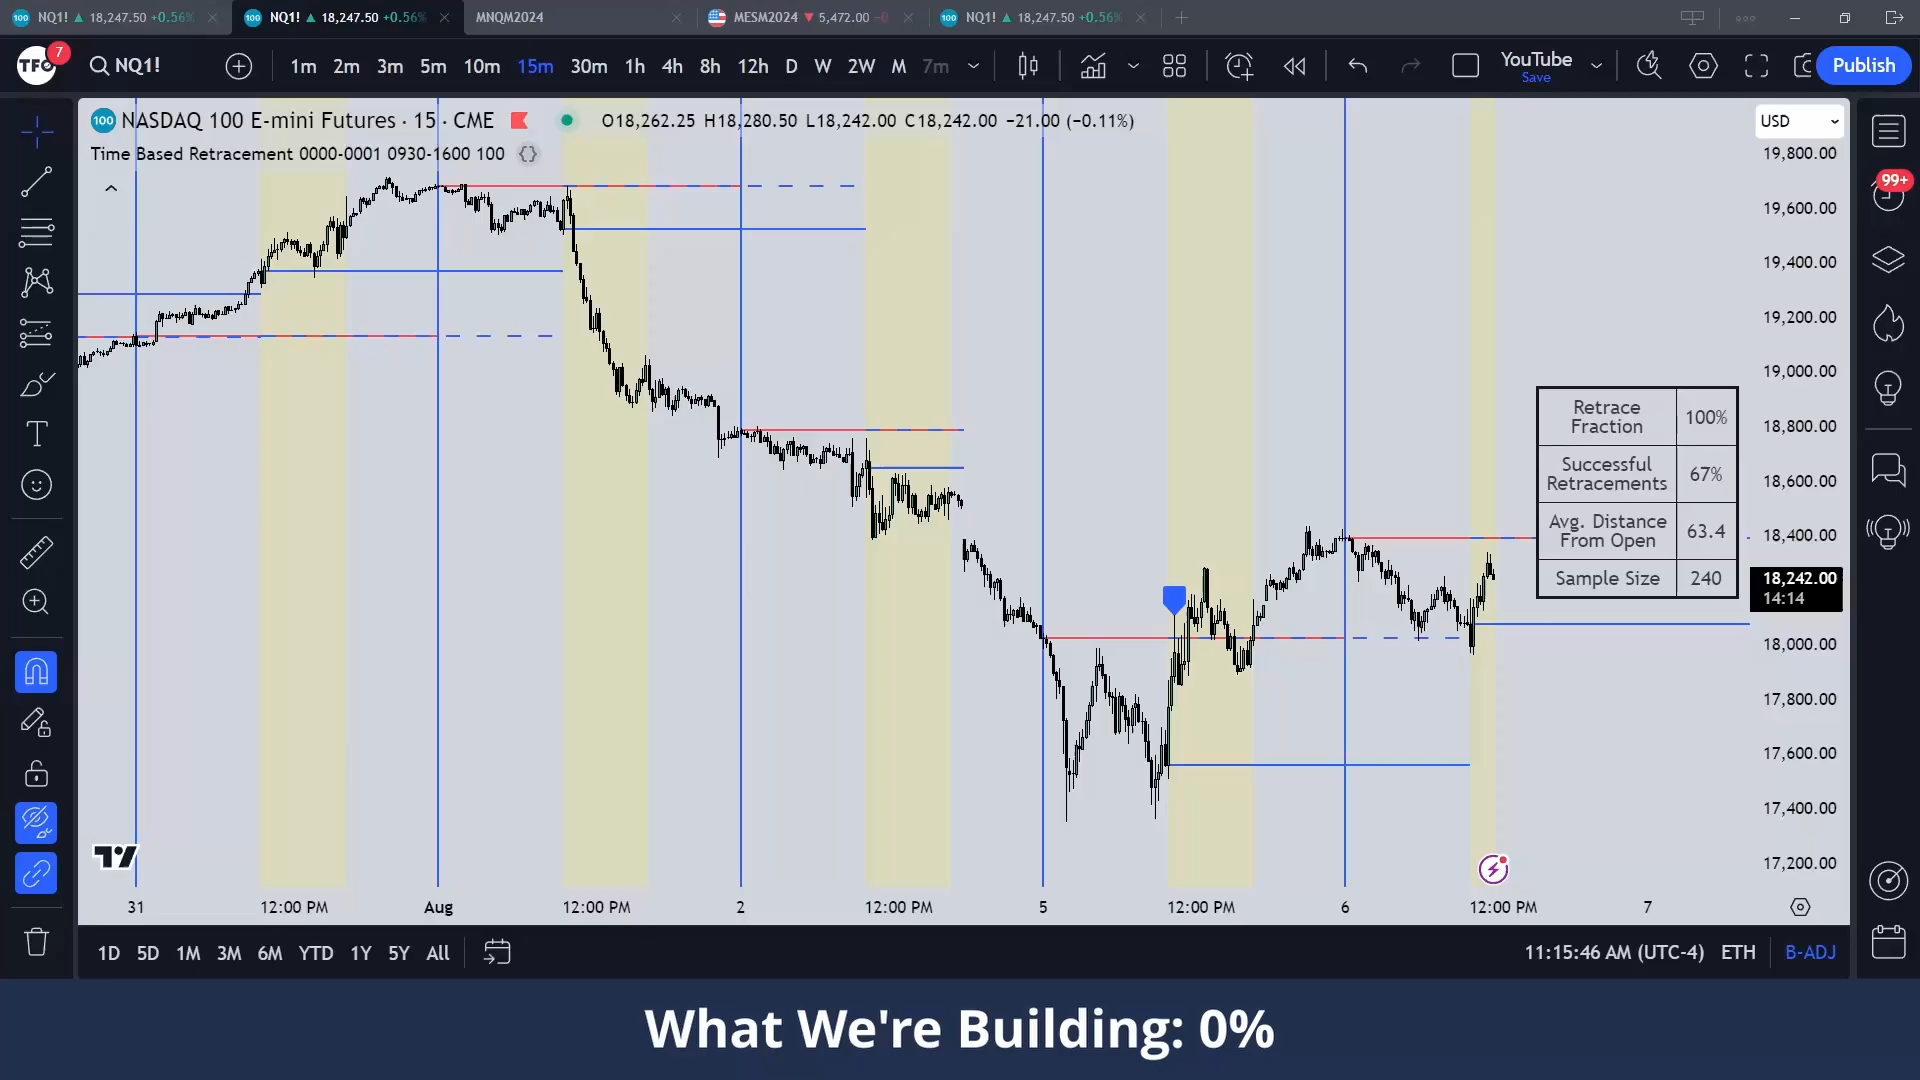 100 NQ1! ▲ 18,247.50 +0.56%
100 NQ1! ▲ 18,247.50 +0.56%
MNQM2024
MESM2024 ▼ 5,472.00 −0
100 NQ1! ▲ 18,247.50 +0.56%
TFO 7
NQ1!
1m 2m 3m 5m 10m 15m 30m 1h 4h 8h 12h D W 2W M 7m
YouTube
Save
Publish
100 NASDAQ 100 E-mini Futures · 15 · CME
O18,262.25 H18,280.50 L18,242.00 C18,242.00 −21.00 (−0.11%)
Time Based Retracement 0000-0001 0930-1600 100 {}
USD
99+
19,800.00
19,600.00
19,400.00
19,200.00
19,000.00
18,800.00
18,600.00
18,400.00
18,242.00
14:14
18,000.00
17,800.00
17,600.00
17,400.00
17,200.00
Retrace Fraction 100%
Successful Retracements 67%
Avg. Distance From Open 63.4
Sample Size 240
31 12:00 PM Aug 12:00 PM 2 12:00 PM 5 12:00 PM 6 12:00 PM 7
1D 5D 1M 3M 6M YTD 1Y 5Y All
11:15:46 AM (UTC-4) ETH B-ADJ
What We're Building: 0%